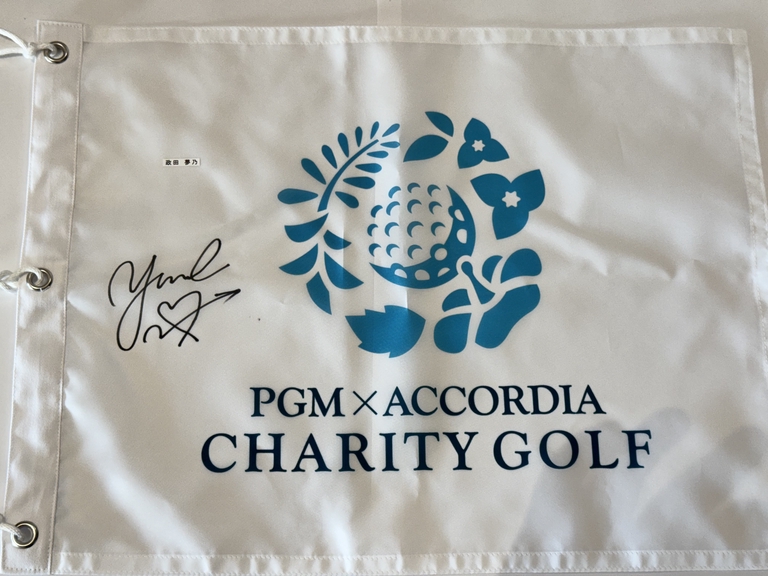 政田 夢乃
PGM×ACCORDIA
CHARITY GOLF